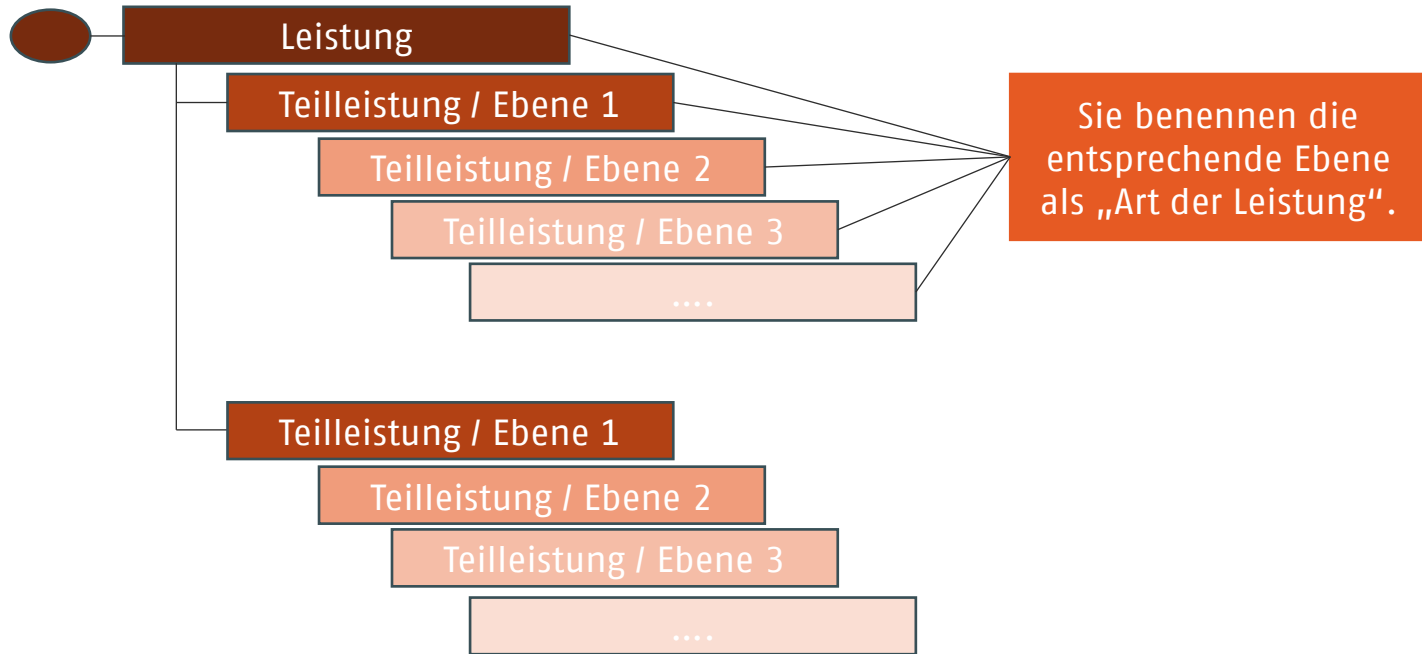 Leistung
Teilleistung / Ebene 1
Teilleistung / Ebene 2
Teilleistung / Ebene 3
....
Sie benennen die
entsprechende Ebene
als „Art der Leistung“.
Teilleistung / Ebene 1
Teilleistung / Ebene 2
Teilleistung / Ebene 3
....